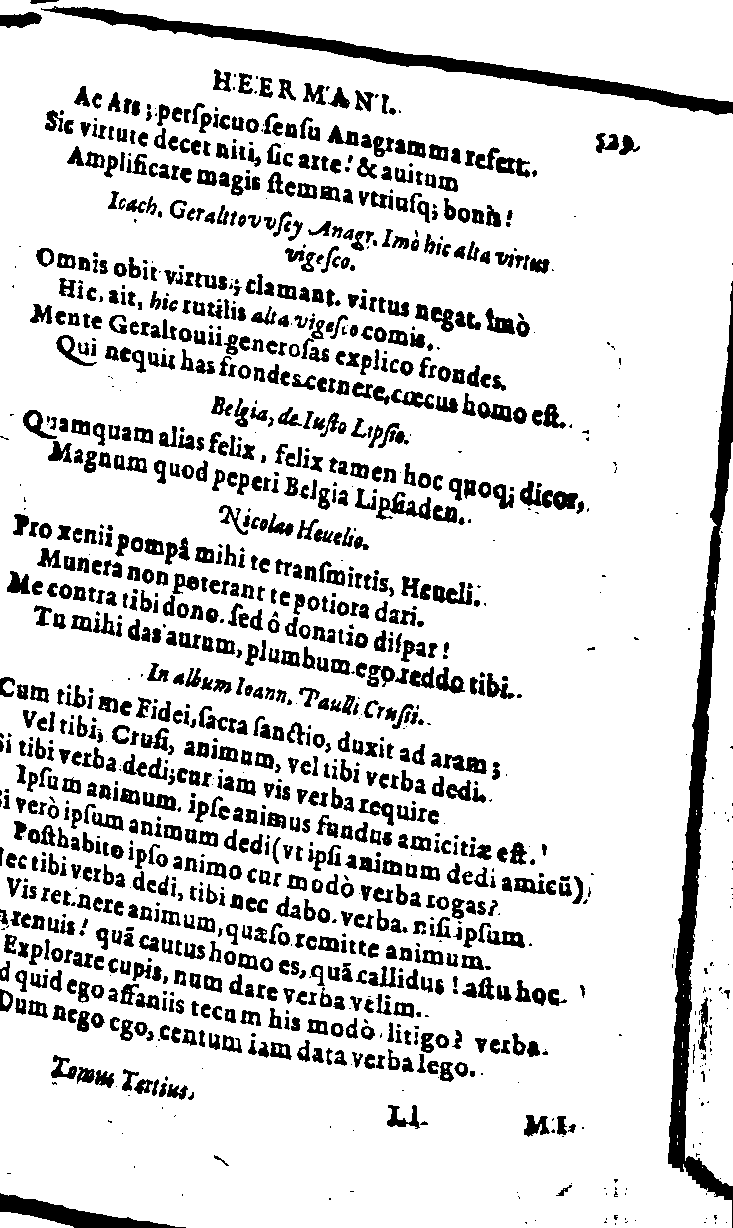 HEERMANI. 529.
Ac Ars; perſpicuo ſenſu Anagramma refert.
Sic virtute decet niti, ſic arte! & auitum
Amplificare magis ſtemma vtriuſq; bonis!
Ioach. Geraltovvſcy Anagr. Imò hic alta virtus
vigeſco.
Omnis obit virtus; clamant. virtus negat. imò
Hic, ait, hic rutilis alta vigeſco comis.
Mente Geraltouii generoſas explico frondes.
Qui nequit has frondes cernere, cœcus homo eſt.
Belgia, de Iuſto Lipſio.
Quamquam alias felix, felix tamen hoc quoq; dicor,
Magnum quod peperi Belgia Lipſiaden.
Nicolao Heuelio.
Pro xenii pompâ mihi te tranſmittis, Heueli.
Munera non poterant te potiora dari.
Me contra tibi dono. ſed ô donatio diſpar!
Tu mihi das aurum, plumbum ego reddo tibi.
In album Ioann. Paulli Cruſii.
Cum tibi me Fidei, ſacra ſanctio, duxit ad aram;
Vel tibi, Cruſi, animum, vel tibi verba dedi.
Si tibi verba dedi; cur iam vis verba require
Ipſum animum. ipſe animus fundus amicitiæ eſt.
Si verò ipſum animum dedi (vt ipſi animum dedi amicū)
Poſthabito ipſo animo cur modò verba rogas?
Nec tibi verba dedi, tibi nec dabo. verba. niſi ipſum
Vis retinere animum, quæſo remitte animum.
renuis! quā cautus homo es, quā callidus! aſtu hoc
Explorare cupis, num dare verba velim.
quid ego affaniis tecum his modò litigo? verba.
Dum nego ego, centum iam data verba lego.
Tomus Tertius. Ll. M.I.